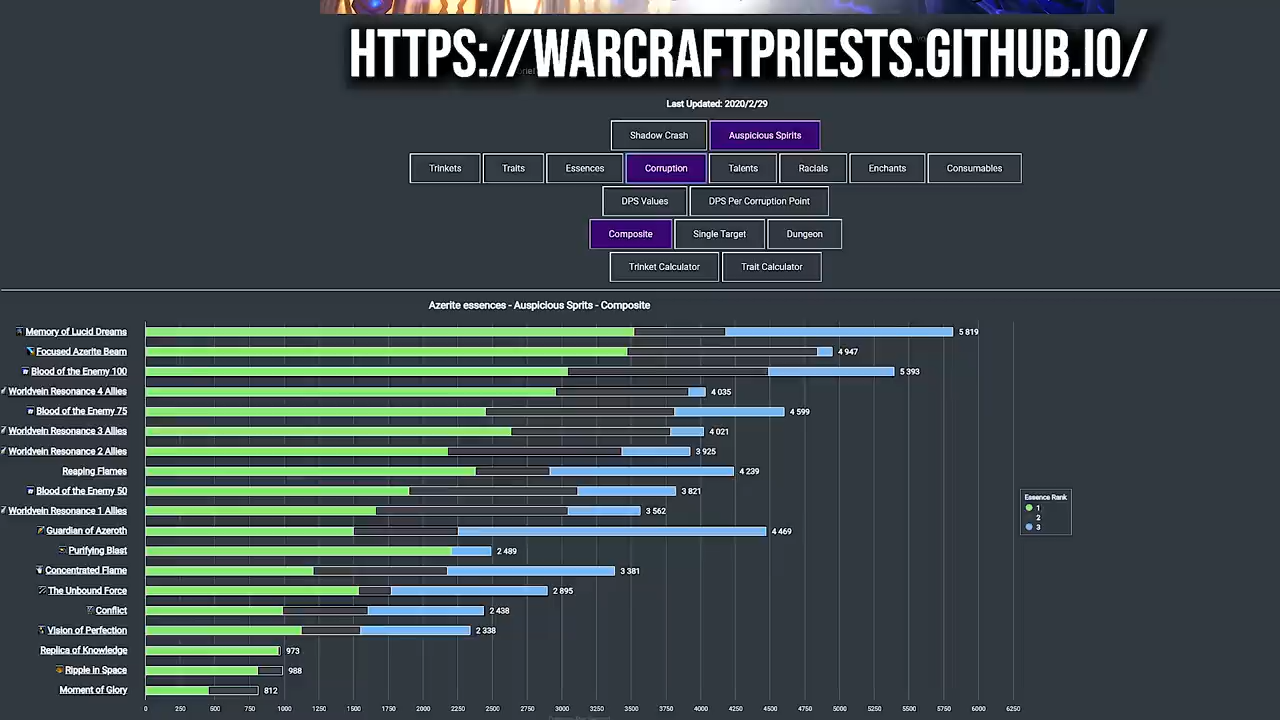 HTTPS://WARCRAFTPRIESTS.GITHUB.IO/
Last Updated: 2020/2/29
Shadow Crash Auspicious Spirits
Trinkets Traits Essences Corruption Talents Racials Enchants Consumables
DPS Values DPS Per Corruption Point
Composite Single Target Dungeon
Trinket Calculator Trait Calculator
Azerite essences - Auspicious Sprits - Composite
Memory of Lucid Dreams 5 819
Focused Azerite Beam 4 947
Blood of the Enemy 100 5 393
Worldvein Resonance 4 Allies 4 035
Blood of the Enemy 75 4 599
Worldvein Resonance 3 Allies 4 021
Worldvein Resonance 2 Allies 3 925
Reaping Flames 4 239
Blood of the Enemy 50 3 821
Worldvein Resonance 1 Allies 3 562
Guardian of Azeroth 4 469
Purifying Blast 2 489
Concentrated Flame 3 381
The Unbound Force 2 895
Conflict 2 438
Vision of Perfection 2 338
Replica of Knowledge 973
Ripple in Space 988
Moment of Glory 812
Essence Rank
1
2
3
0 250 500 750 1000 1250 1500 1750 2000 2250 2500 2750 3000 3250 3500 3750 4000 4250 4500 4750 5000 5250 5500 5750 6000 6250